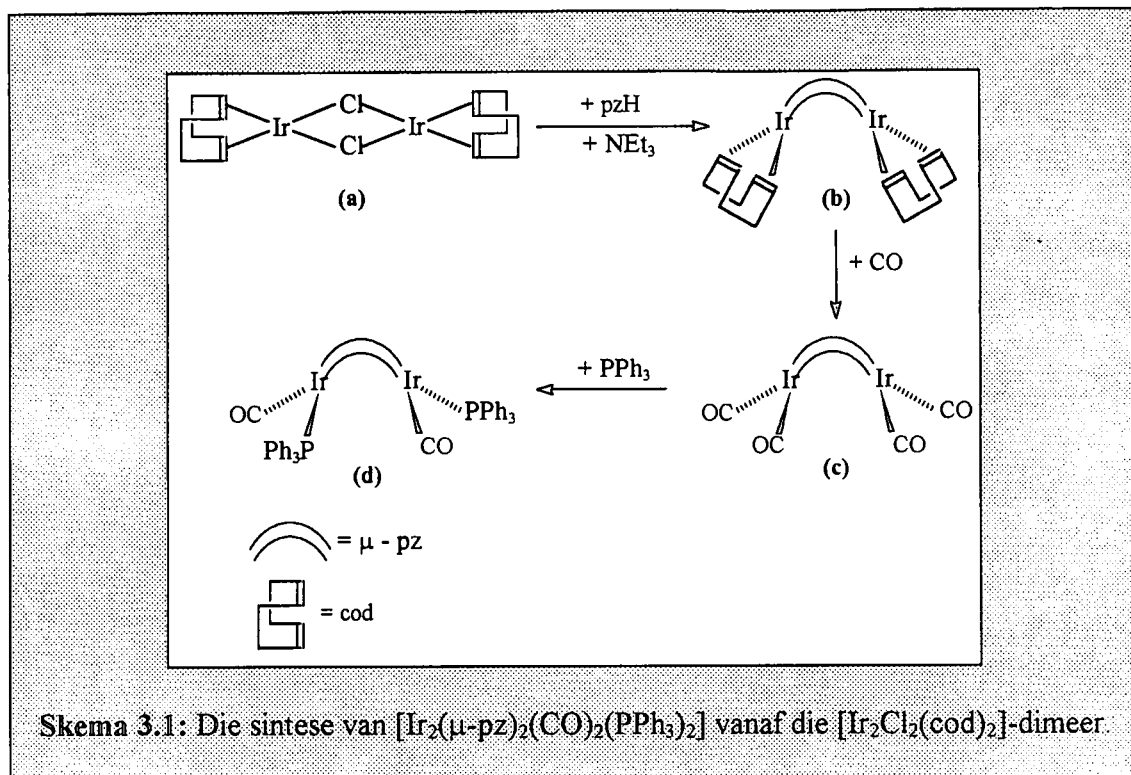 Ir Cl Ir
Cl
+ pzH
+ NEt₃
Ir Ir
(a)
(b)
+ CO
Ir Ir
OC PPh₃
Ph₃P CO
(d)
+ PPh₃
Ir Ir
OC CO
OC CO
(c)
= μ - pz
= cod
Skema 3.1: Die sintese van [Ir₂(μ-pz)₂(CO)₂(PPh₃)₂] vanaf die [Ir₂Cl₂(cod)₂]-dimeer.